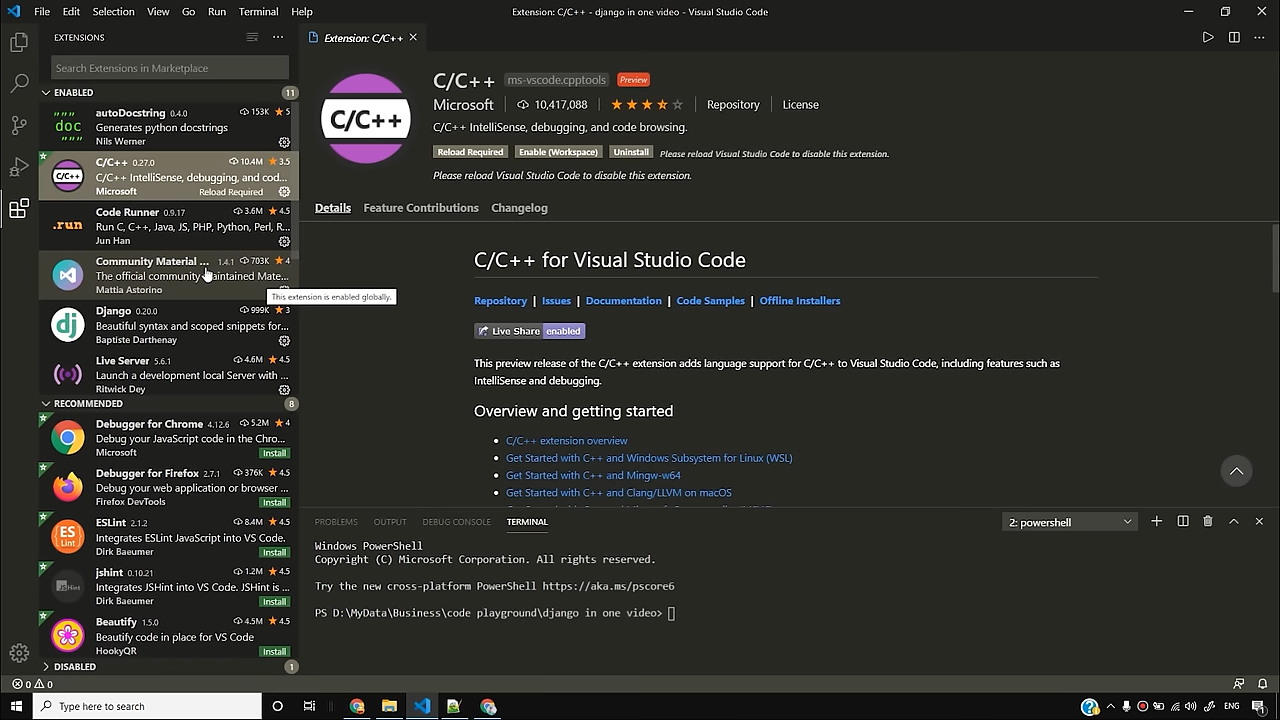 File Edit Selection View Go Run Terminal Help
Extension: C/C++ - django in one video - Visual Studio Code
EXTENSIONS
Search Extensions in Marketplace
ENABLED 11
autoDocstring 0.4.0 153K 5
Generates python docstrings
Nils Werner
C/C++ 0.27.0 10.4M 3.5
C/C++ IntelliSense, debugging, and cod...
Microsoft Reload Required
Code Runner 0.9.17 3.6M 4.5
Run C, C++, Java, JS, PHP, Python, Perl, R...
Jun Han
Community Material ... 1.4.1 703K 4
The official community maintained Mate...
Mattia Astorino
This extension is enabled globally.
Django 0.20.0 999K 3
Beautiful syntax and scoped snippets for...
Baptiste Darthenay
Live Server 5.6.1 4.6M 4.5
Launch a development local Server with ...
Ritwick Dey
RECOMMENDED 8
Debugger for Chrome 4.12.6 5.2M 4
Debug your JavaScript code in the Chro...
Microsoft Install
Debugger for Firefox 2.7.1 376K 4.5
Debug your web application or browser ...
Firefox DevTools Install
ESLint 2.1.2 8.4M 4.5
Integrates ESLint JavaScript into VS Code.
Dirk Baeumer Install
jshint 0.10.21 1.2M 4.5
Integrates JSHint into VS Code. JSHint is ...
Dirk Baeumer Install
Beautify 1.5.0 4.5M 4.5
Beautify code in place for VS Code
HookyQR Install
DISABLED 1
Extension: C/C++
C/C++ ms-vscode.cpptools Preview
Microsoft 10,417,088 Repository License
C/C++ IntelliSense, debugging, and code browsing.
Reload Required Enable (Workspace) Uninstall Please reload Visual Studio Code to disable this extension.
Please reload Visual Studio Code to disable this extension.
Details Feature Contributions Changelog
C/C++ for Visual Studio Code
Repository | Issues | Documentation | Code Samples | Offline Installers
Live Share enabled
This preview release of the C/C++ extension adds language support for C/C++ to Visual Studio Code, including features such as
IntelliSense and debugging.
Overview and getting started
C/C++ extension overview
Get Started with C++ and Windows Subsystem for Linux (WSL)
Get Started with C++ and Mingw-w64
Get Started with C++ and Clang/LLVM on macOS
PROBLEMS OUTPUT DEBUG CONSOLE TERMINAL 2: powershell
Windows PowerShell
Copyright (C) Microsoft Corporation. All rights reserved.
Try the new cross-platform PowerShell https://aka.ms/pscore6
PS D:\MyData\Business\code playground\django in one video>
0 0
Type here to search
ENG